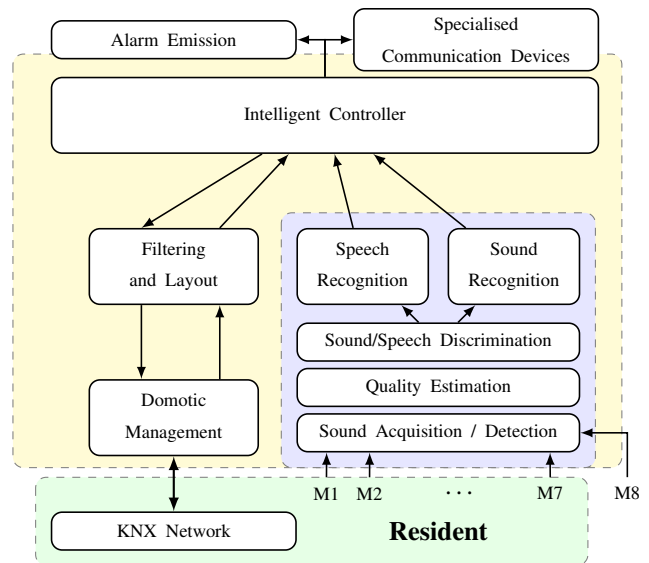 Alarm Emission
Specialised
Communication Devices
Intelligent Controller
Filtering
and Layout
Speech
Recognition
Sound
Recognition
Sound/Speech Discrimination
Quality Estimation
Domotic
Management
Sound Acquisition / Detection
M1 M2 ... M7 M8
KNX Network
Resident